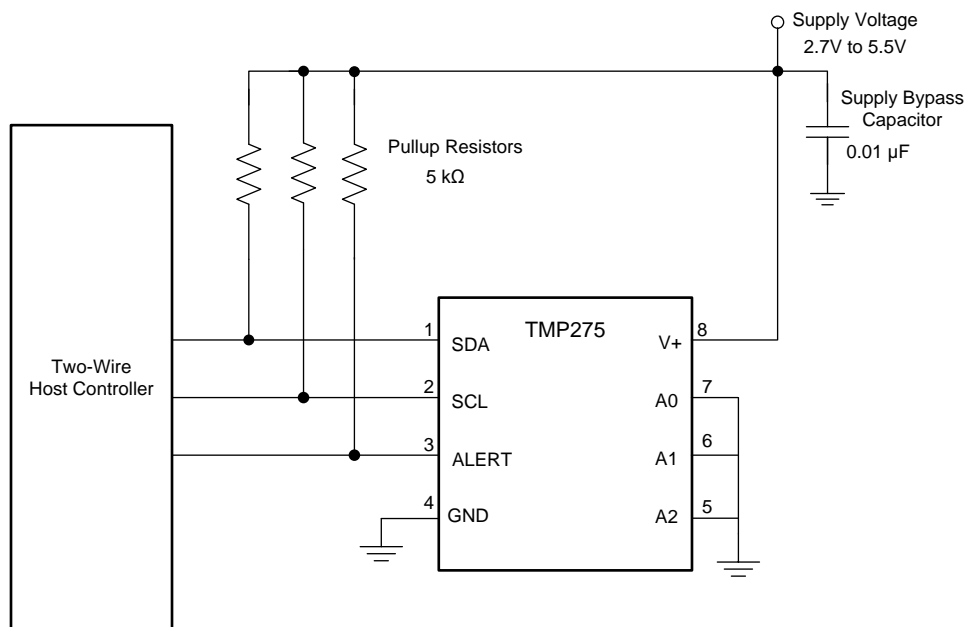 Supply Voltage
2.7V to 5.5V
Supply Bypass
Capacitor
0.01 µF
Pullup Resistors
5 kΩ
Two-Wire
Host Controller
TMP275
1
SDA
2
SCL
3
ALERT
4
GND
V+
8
A0
7
A1
6
A2
5